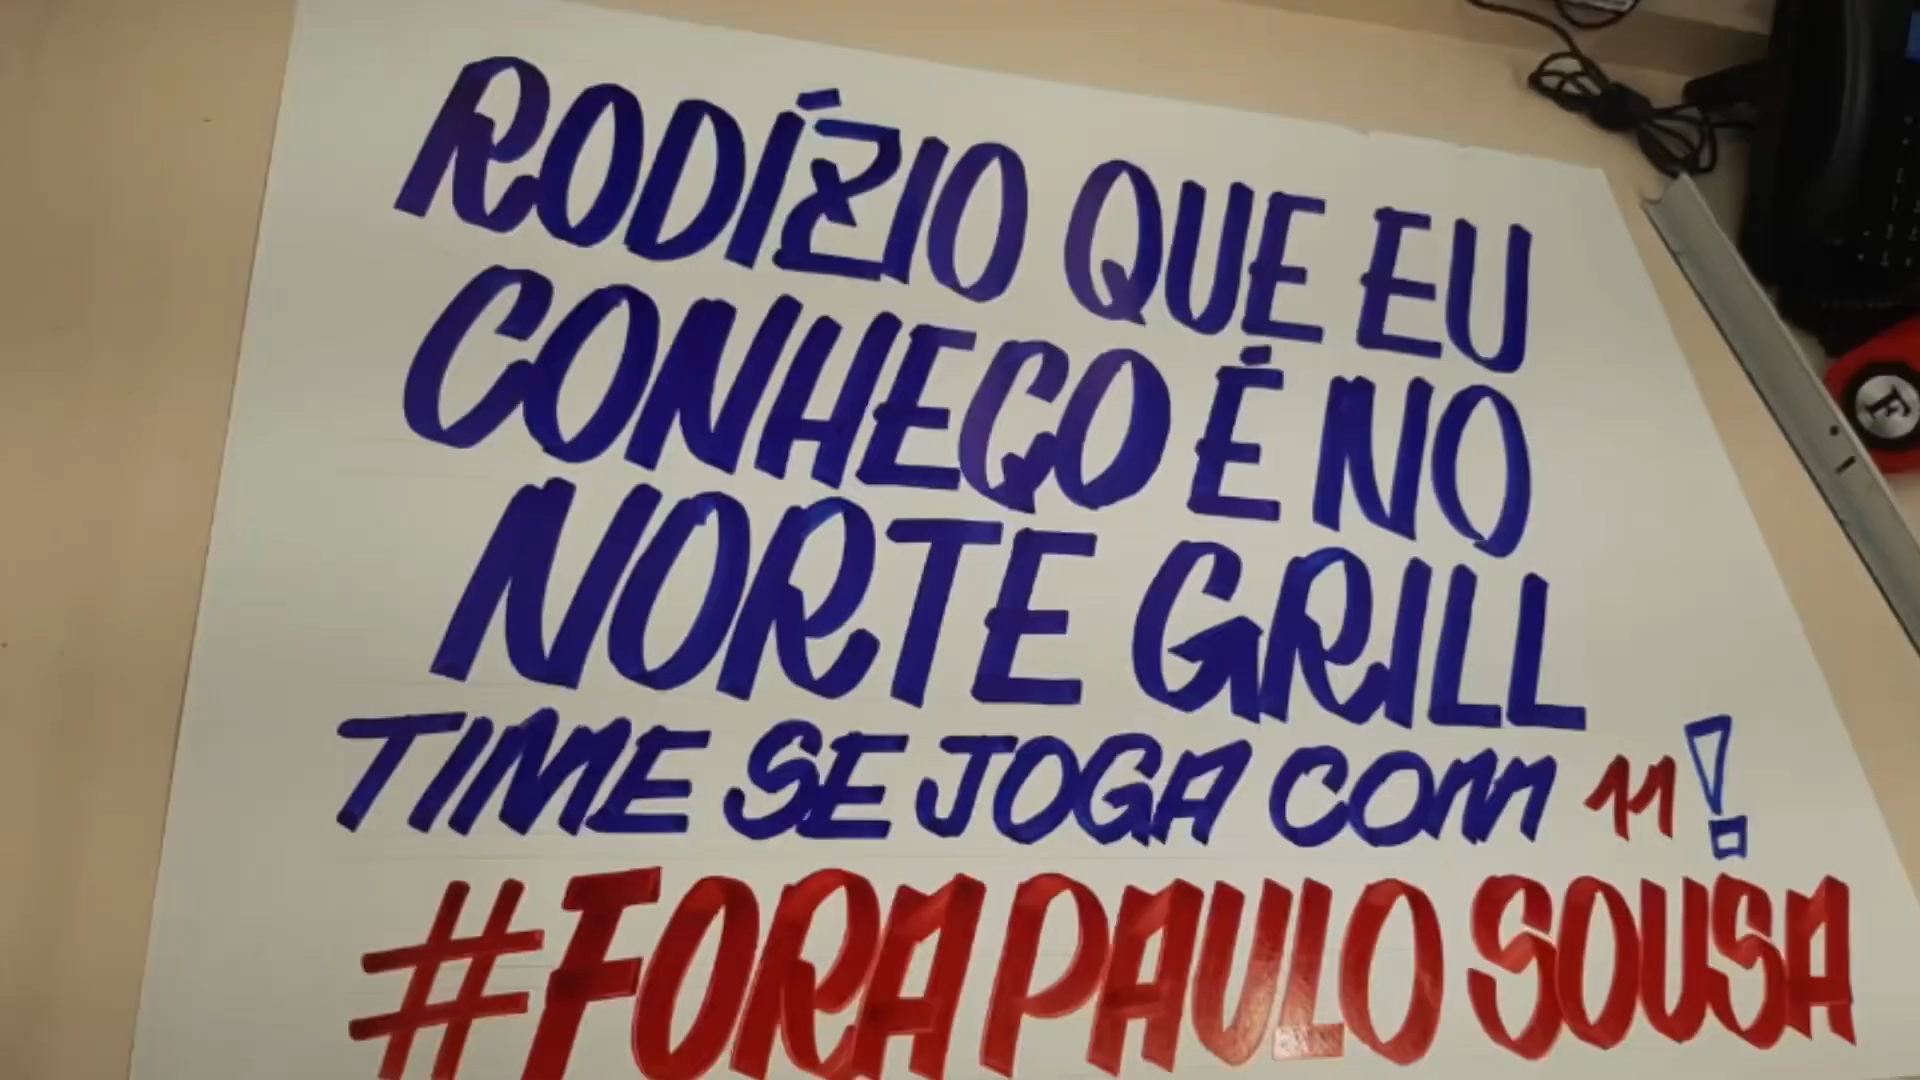 RODÍZIO QUE EU
CONHEÇO É NO
NORTE GRILL
TIME SE JOGA COM 11!
#FORA PAULO SOUSA
F